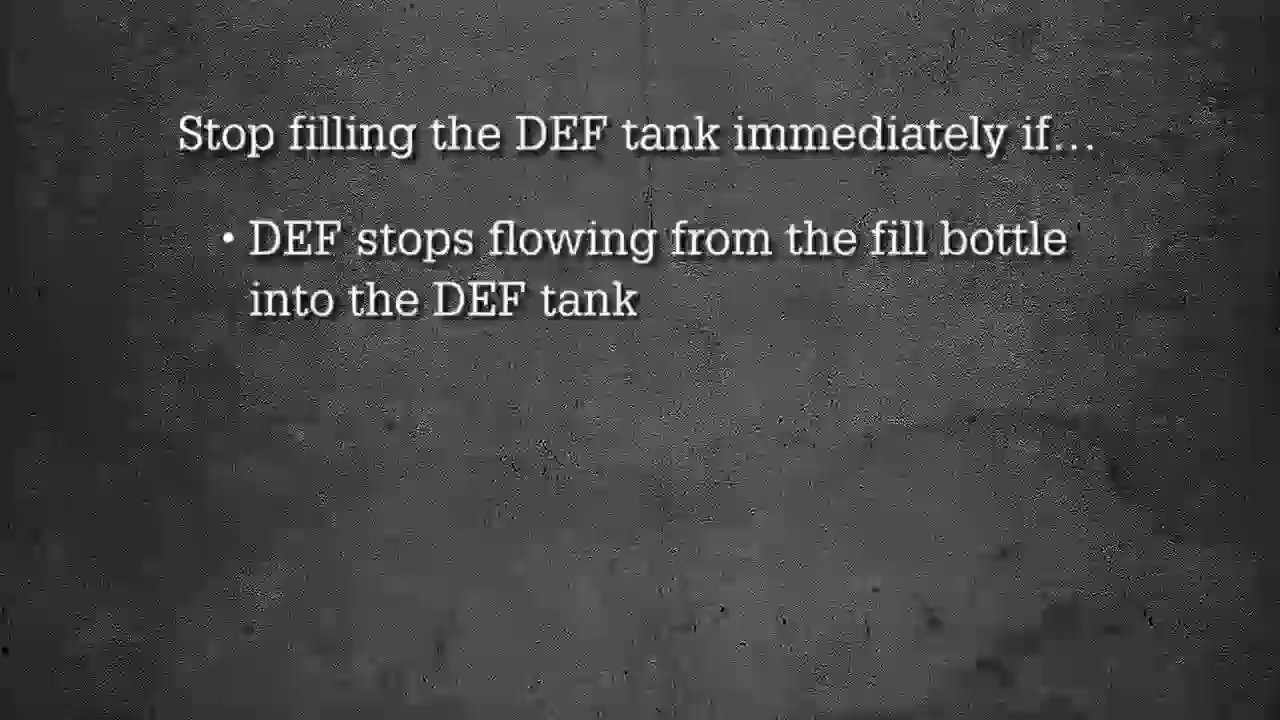 Stop filling the DEF tank immediately if...
• DEF stops flowing from the fill bottle
into the DEF tank